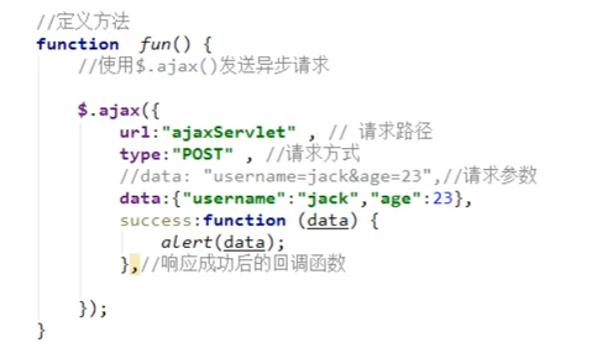 //定义方法
function fun() {
//使用$.ajax()发送异步请求
$.ajax({
url:"ajaxServlet" , // 请求路径
type:"POST" , //请求方式
//data: "username=jack&age=23",//请求参数
data:{"username":"jack","age":23},
success:function (data) {
alert(data);
},//响应成功后的回调函数
});
}